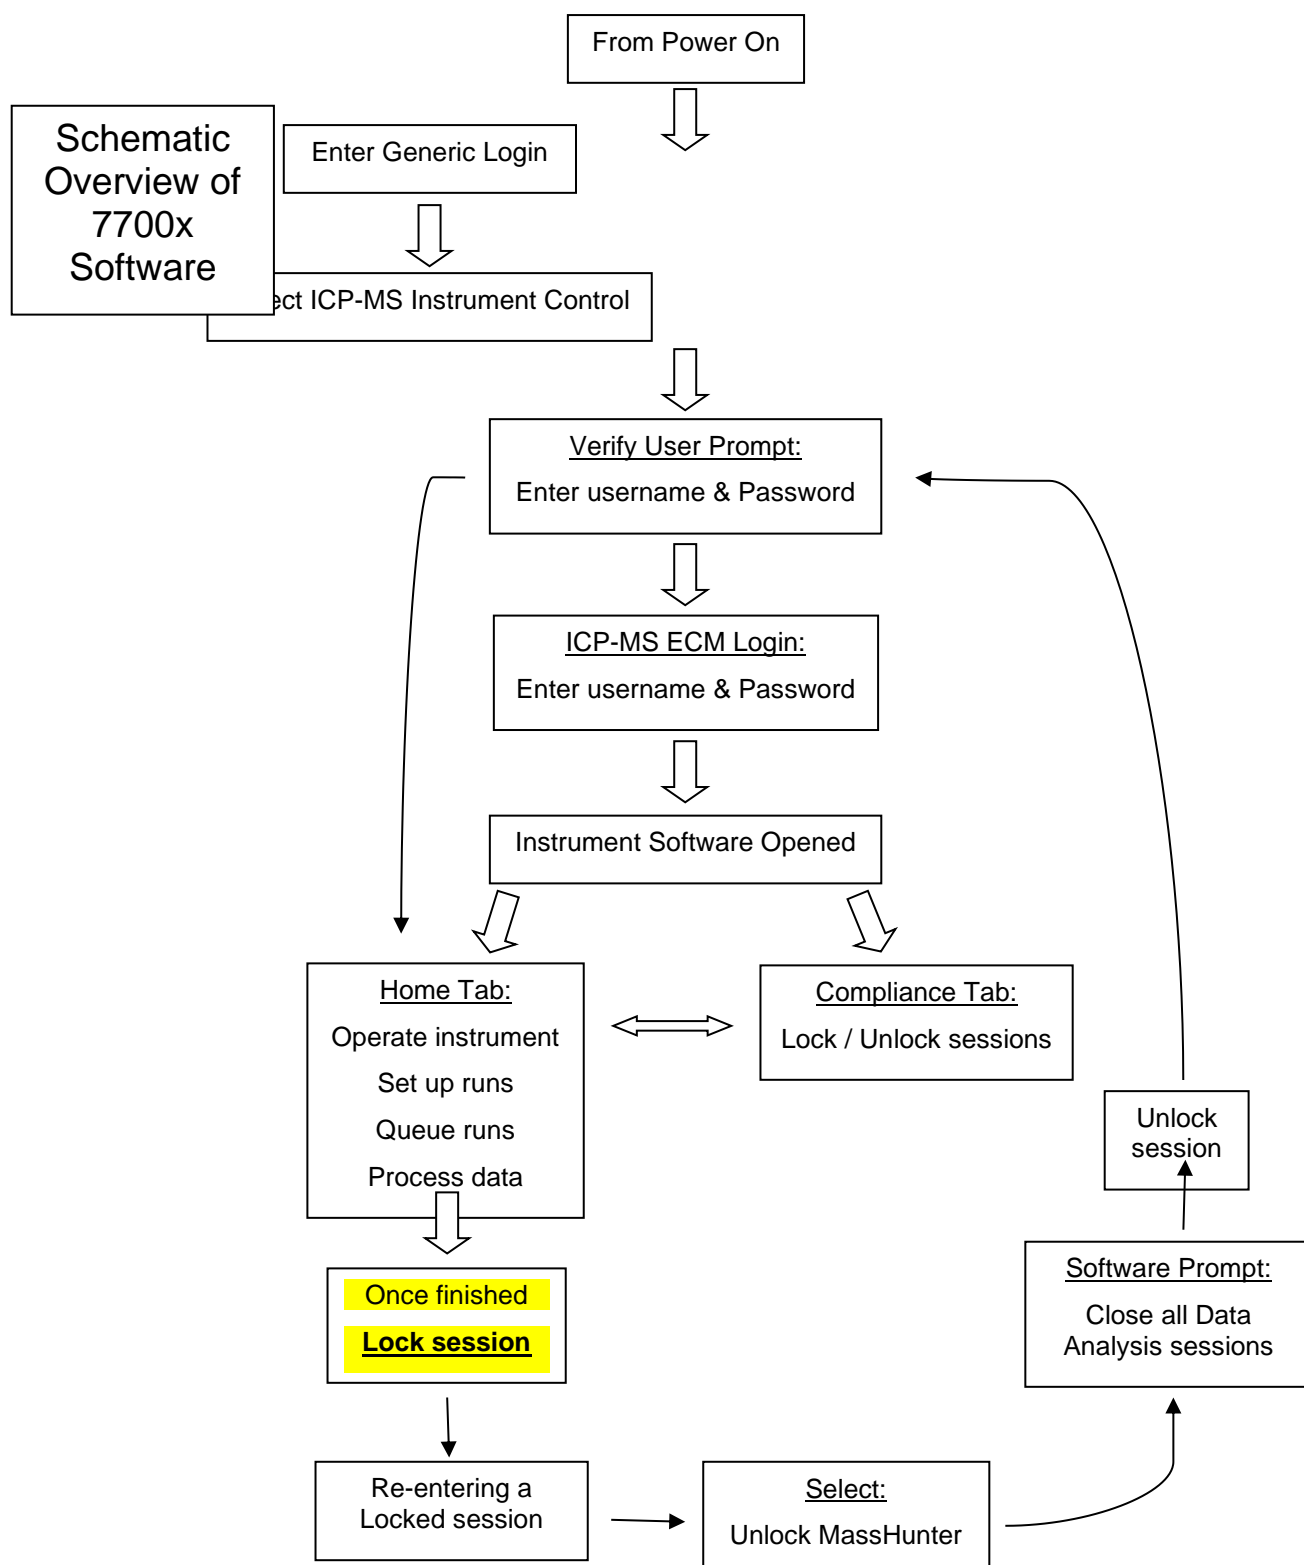 From Power On
Schematic
Overview of
7700x
Software
Enter Generic Login
ect ICP-MS Instrument Control
Verify User Prompt:
Enter username & Password
ICP-MS ECM Login:
Enter username & Password
Instrument Software Opened
Home Tab:
Operate instrument
Set up runs
Queue runs
Process data
Compliance Tab:
Lock / Unlock sessions
Unlock
session
Software Prompt:
Close all Data
Analysis sessions
Once finished
Lock session
Re-entering a
Locked session
Select:
Unlock MassHunter